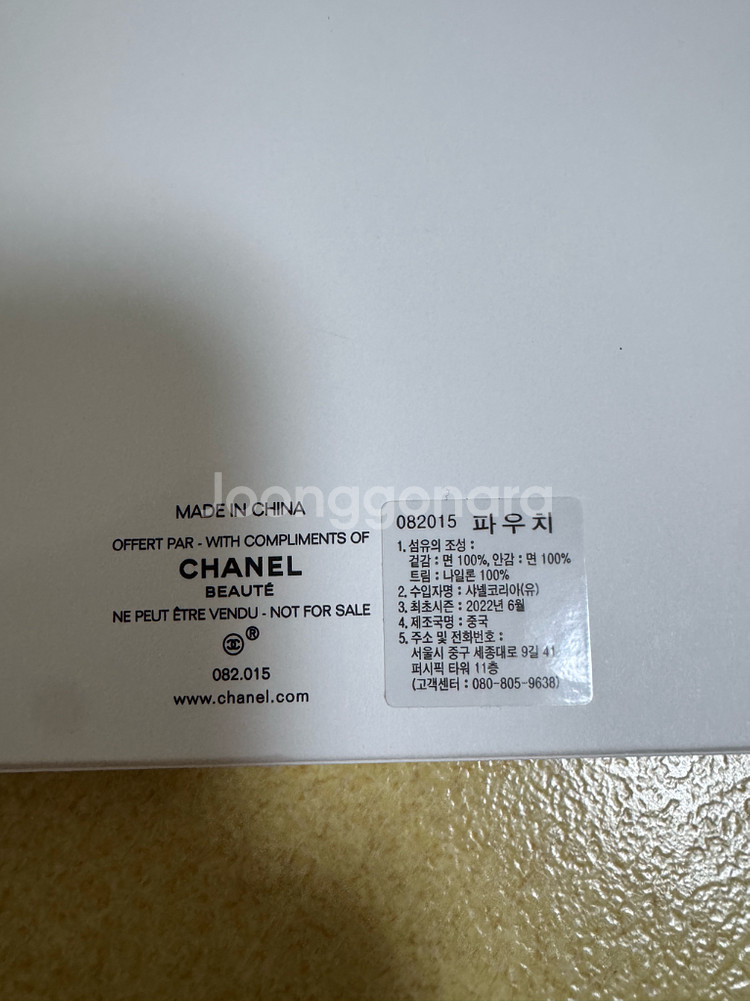 Joonggonara
MADE IN CHINA
OFFERT PAR - WITH COMPLIMENTS OF
CHANEL
BEAUTÉ
NE PEUT ÊTRE VENDU - NOT FOR SALE
®
082.015
www.chanel.com
082015 파우치
1. 섬유의 조성 :
겉감 : 면 100%, 안감 : 면 100%
트림 : 나일론 100%
2. 수입자명 : 샤넬코리아(유)
3. 최초시즌 : 2022년 6월
4. 제조국명 : 중국
5. 주소 및 전화번호 :
서울시 중구 세종대로 9길 41
퍼시픽 타워 11층
(고객센터 : 080-805-9638)